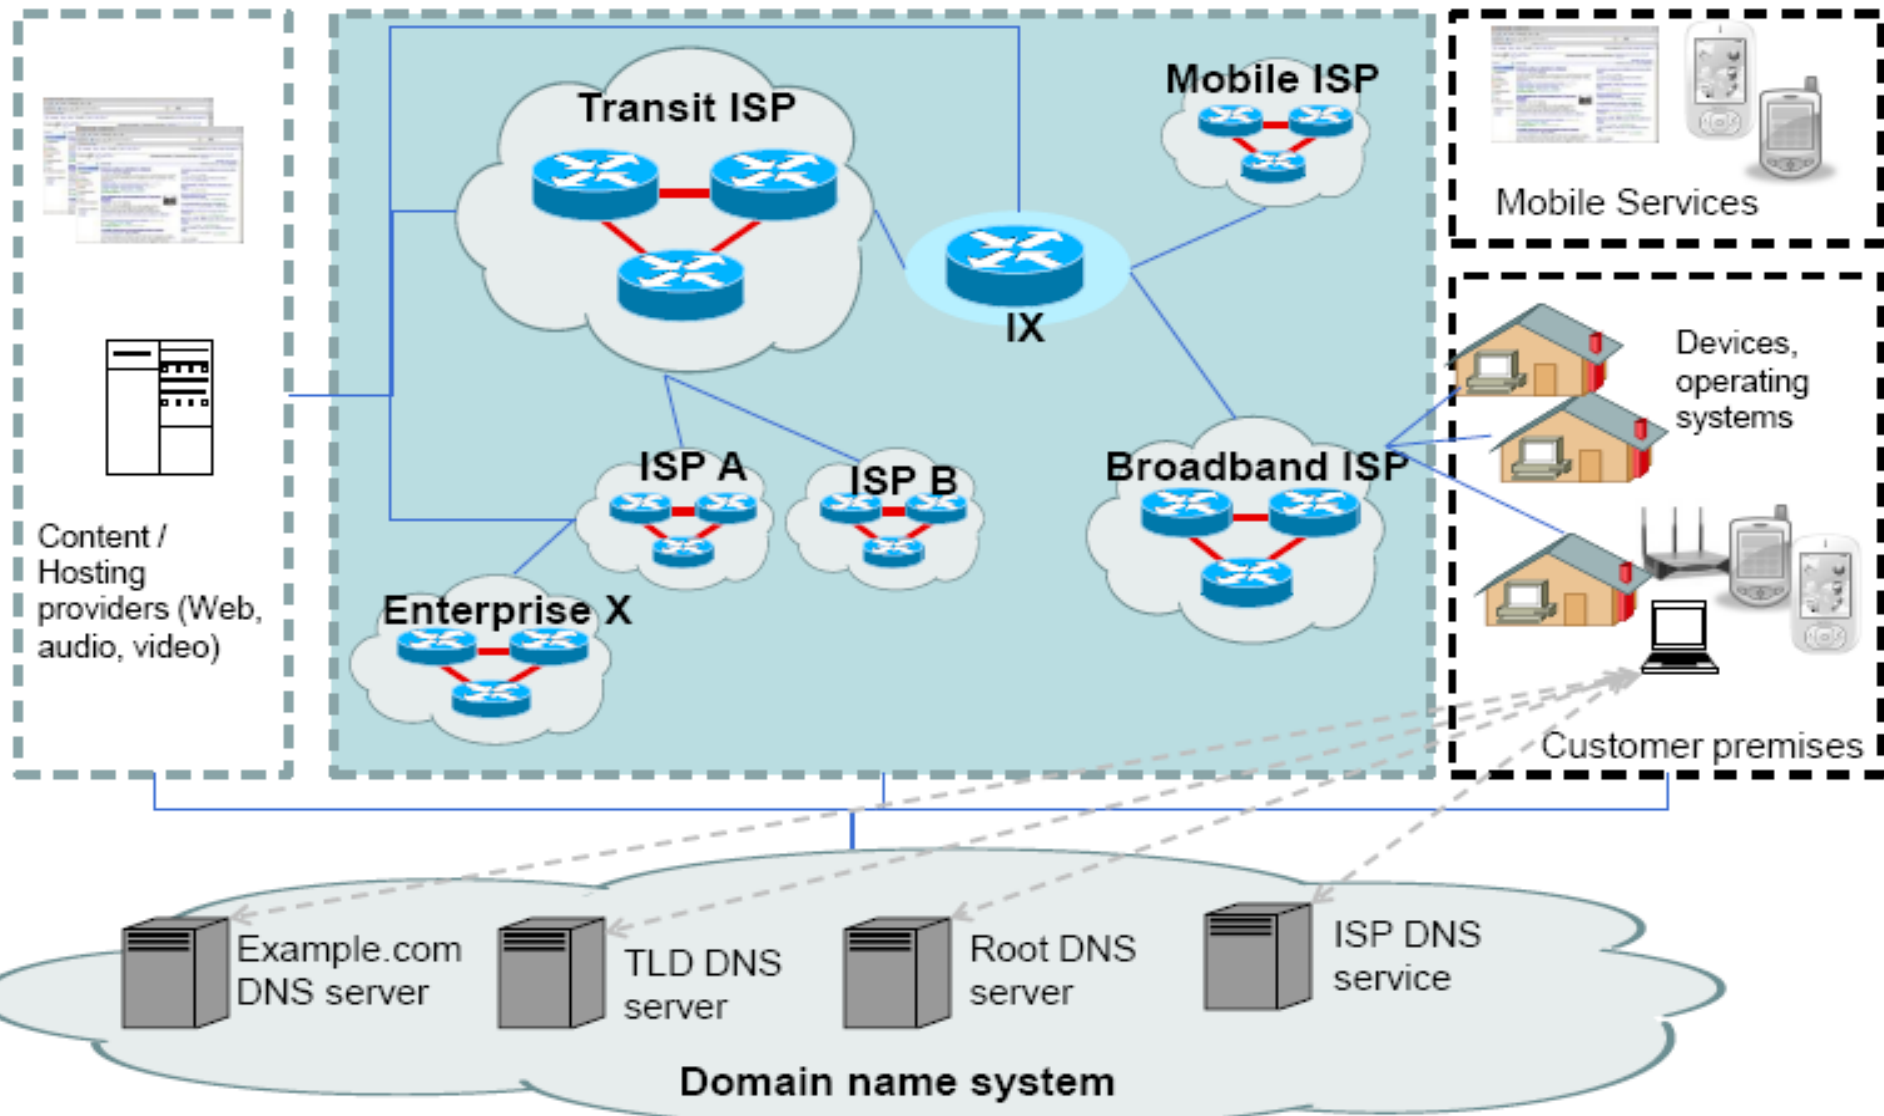 Transit ISP
Mobile ISP
IX
ISP A
ISP B
Broadband ISP
Enterprise X
Content /
Hosting
providers (Web,
audio, video)
Mobile Services
Devices,
operating
systems
Customer premises
Example.com
DNS server
TLD DNS
server
Root DNS
server
ISP DNS
service
Domain name system